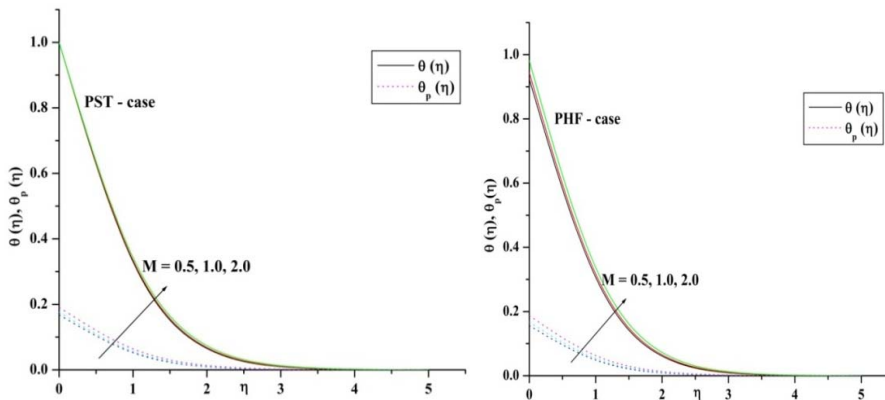 1.0
0.8
0.6
0.4
0.2
0.0
θ (η), θp (η)
PST - case
θ (η)
θp (η)
M = 0.5, 1.0, 2.0
0 1 η 2 3 4 5
1.0
0.8
0.6
0.4
0.2
0.0
θ (η), θp(η)
PHF - case
θ (η)
θp (η)
M = 0.5, 1.0, 2.0
0 1 2 η 3 4 5